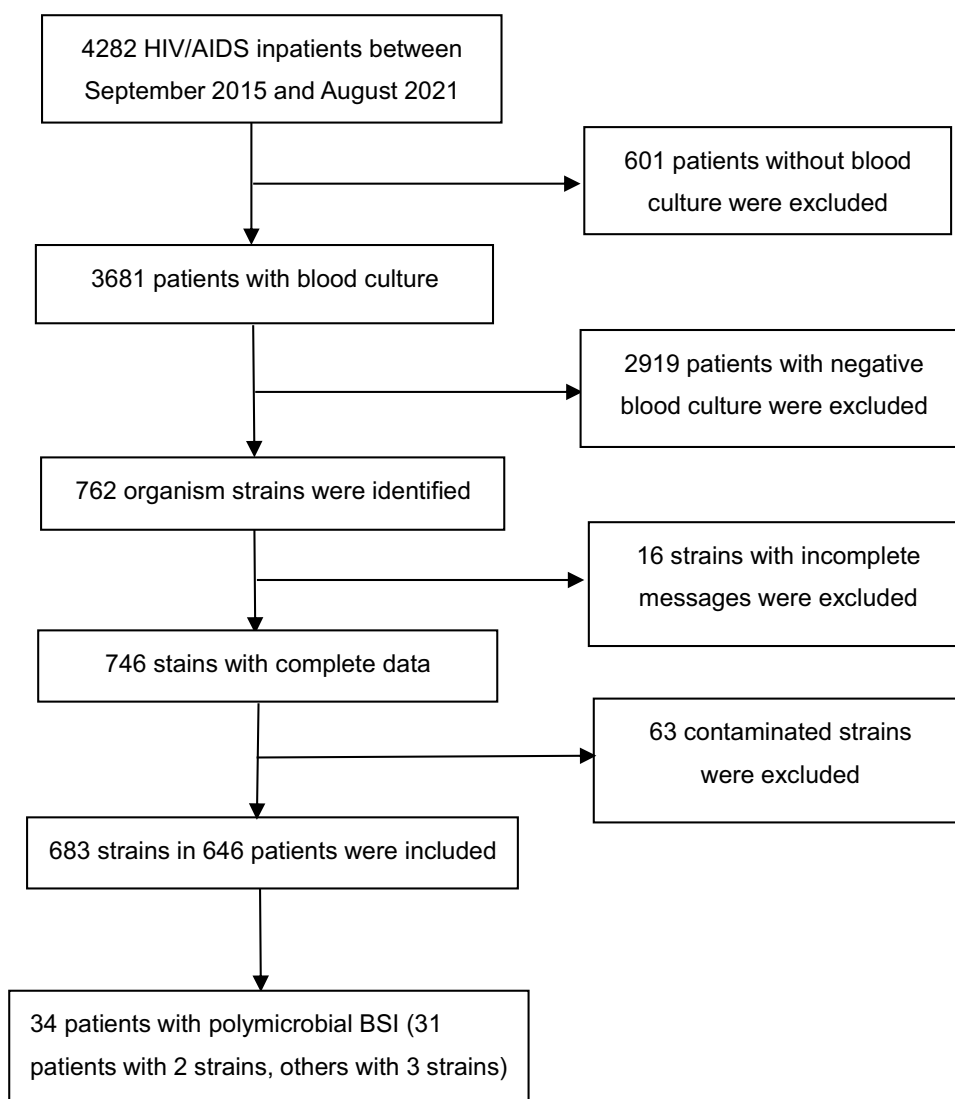 4282 HIV/AIDS inpatients between
September 2015 and August 2021
601 patients without blood
culture were excluded
3681 patients with blood culture
2919 patients with negative
blood culture were excluded
762 organism strains were identified
16 strains with incomplete
messages were excluded
746 stains with complete data
63 contaminated strains
were excluded
683 strains in 646 patients were included
34 patients with polymicrobial BSI (31
patients with 2 strains, others with 3 strains)